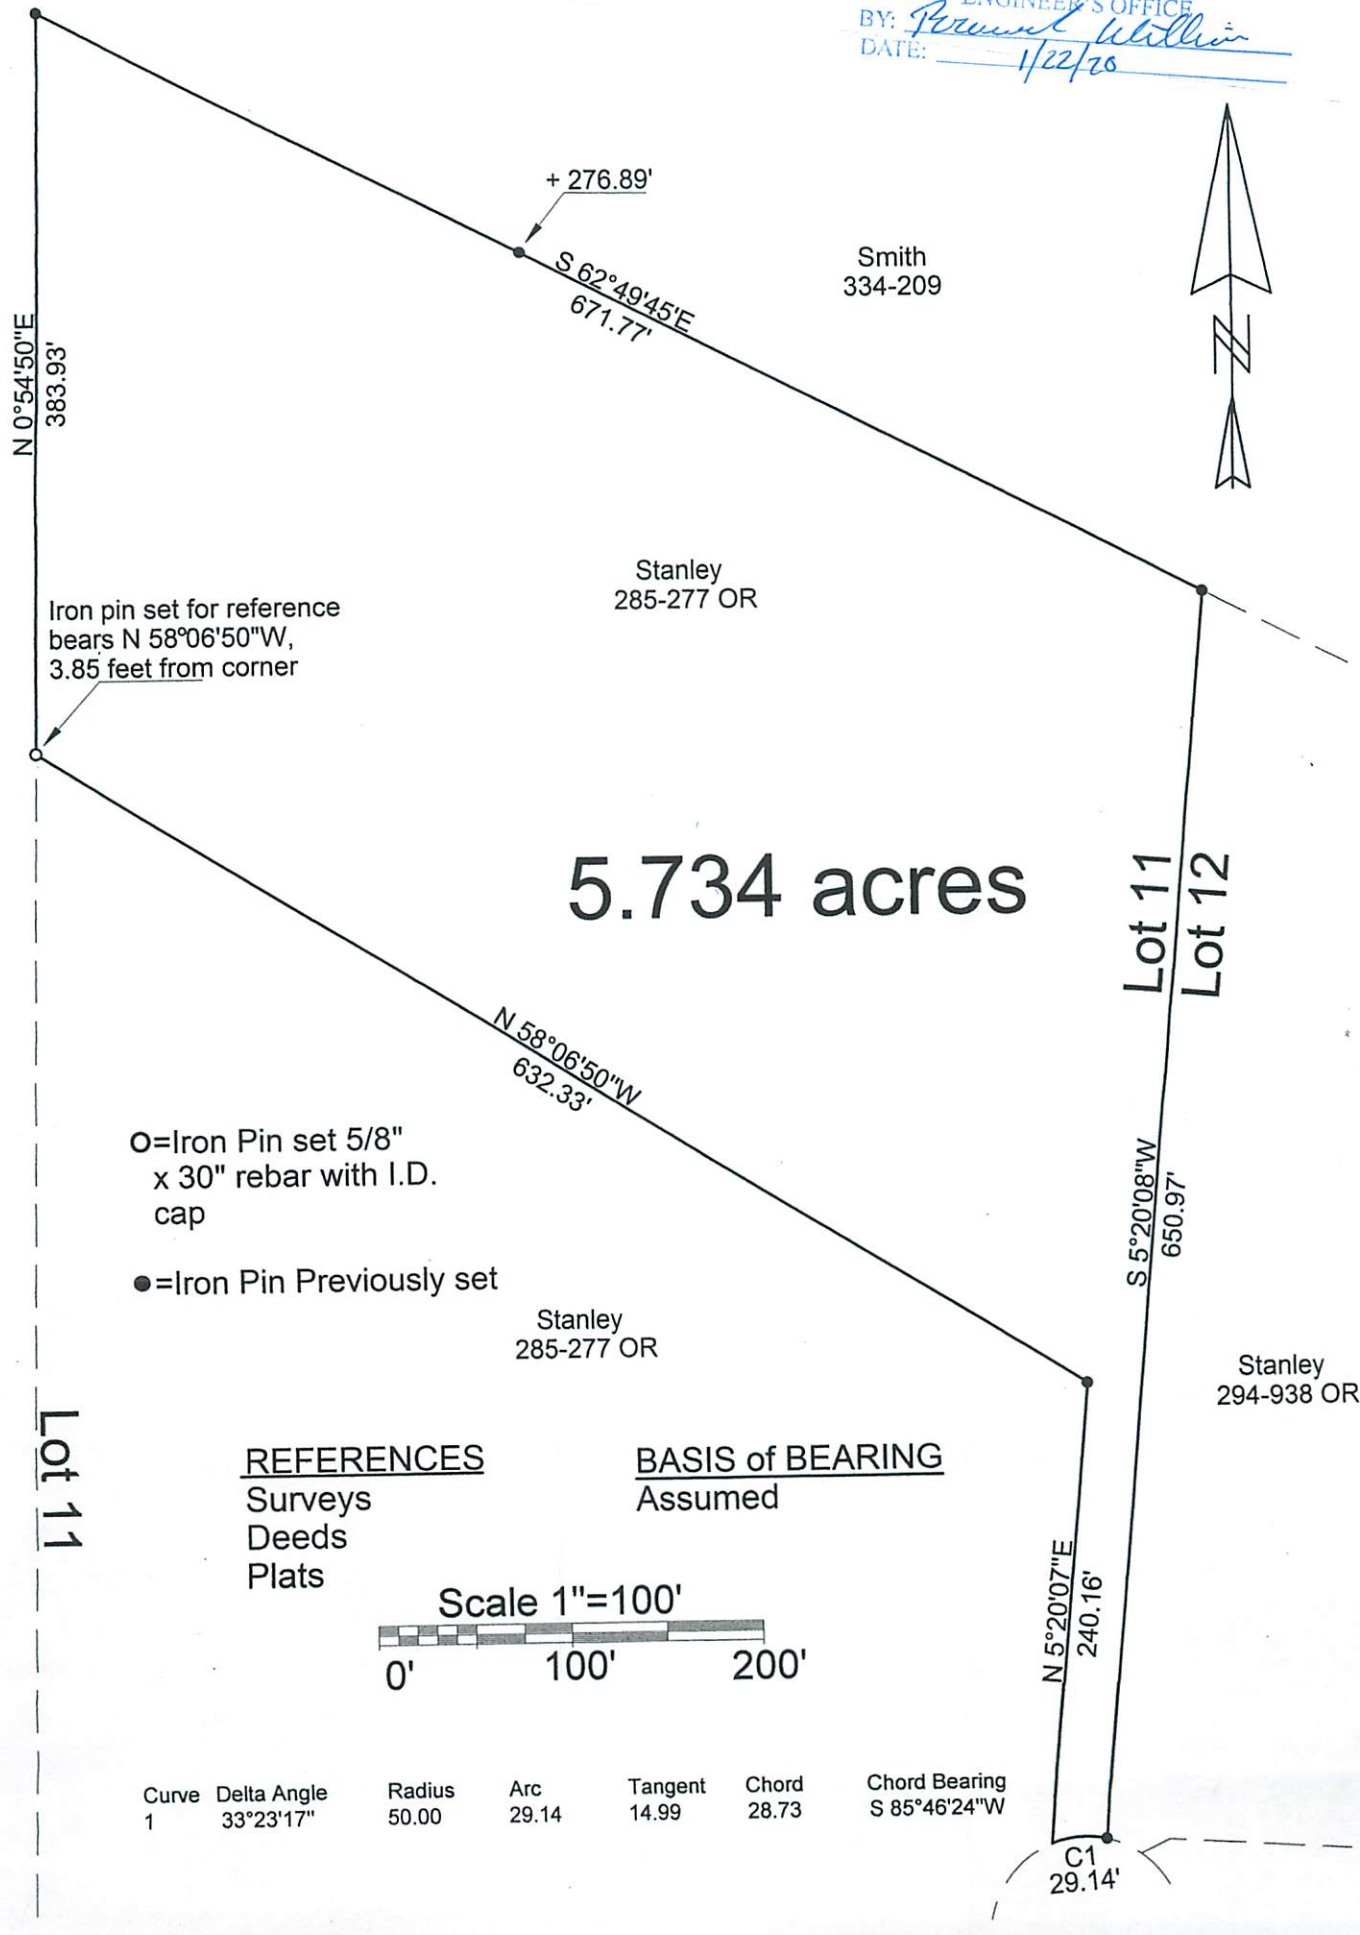 ENGINEER'S OFFICE
BY:
DATE: 1/22/20
+ 276.89'
S 62°49'45'E
671.77'
Smith
334-209
N 0°54'50"E
383.93'
Stanley
285-277 OR
Iron pin set for reference
bears N 58°06'50"W,
3.85 feet from corner
5.734 acres
Lot 11
Lot 12
N 58°06'50"W
632.33'
O=Iron Pin set 5/8"
x 30" rebar with I.D.
cap
●=Iron Pin Previously set
S 5°20'08"W
650.97'
Stanley
285-277 OR
Stanley
294-938 OR
Lot 11
REFERENCES
Surveys
Deeds
Plats
BASIS of BEARING
Assumed
N 5°20'07"E
240.16'
Scale 1"=100'
0' 100' 200'
Curve Delta Angle Radius Arc Tangent Chord Chord Bearing
1 33°23'17" 50.00 29.14 14.99 28.73 S 85°46'24"W
C1
29.14'
N